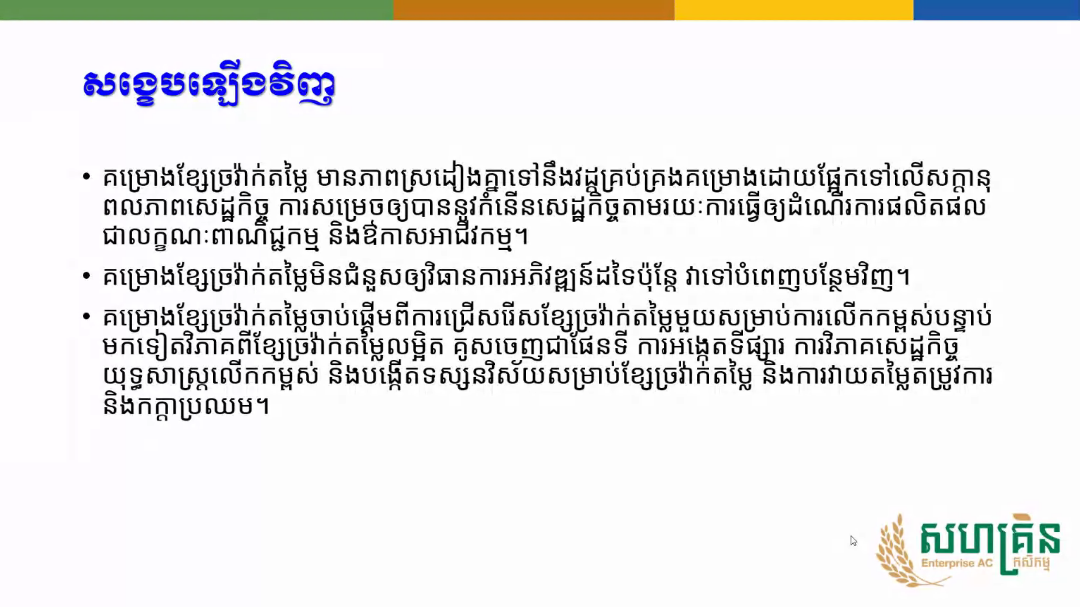 សង្ខេបឡើងវិញ
• គម្រោងខ្សែច្រវ៉ាក់តម្លៃ មានភាពស្រដៀងគ្នាទៅនឹងវដ្តគ្រប់គ្រងគម្រោងដោយផ្អែកទៅលើសក្តានុ
ពលភាពសេដ្ឋកិច្ច ការសម្រេចឲ្យបាននូវកំនើនសេដ្ឋកិច្ចតាមរយៈការធ្វើឲ្យដំណើរការផលិតផល
ជាលក្ខណៈពាណិជ្ជកម្ម និងឳកាសអាជីវកម្ម។
• គម្រោងខ្សែច្រវ៉ាក់តម្លៃមិនជំនួសឲ្យវិធានការអភិវឌ្ឍន៍ដទៃប៉ុន្តែ វាទៅបំពេញបន្ថែមវិញ។
• គម្រោងខ្សែច្រវ៉ាក់តម្លៃចាប់ផ្តើមពីការជ្រើសរើសខ្សែច្រវ៉ាក់តម្លៃមួយសម្រាប់ការលើកកម្ពស់បន្ទាប់
មកទៀតវិភាគពីខ្សែច្រវ៉ាក់តម្លៃលម្អិត គូសចេញជាផែនទី ការអង្កេតទីផ្សារ ការវិភាគសេដ្ឋកិច្ច
យុទ្ធសាស្ត្រលើកកម្ពស់ និងបង្កើតទស្សនវិស័យសម្រាប់ខ្សែច្រវ៉ាក់តម្លៃ និងការវាយតម្លៃតម្រូវការ
និងកក្តាប្រឈម។
សហគ្រិន
Enterprise AC កសិកម្ម